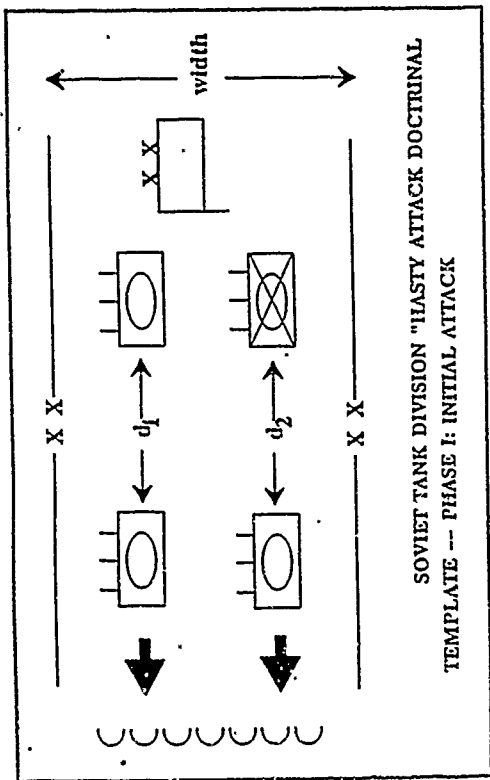 X X
width
X X
d1
d2
X X
SOVIET TANK DIVISION "HASTY ATTACK DOCTRINAL
TEMPLATE — PHASE I: INITIAL ATTACK